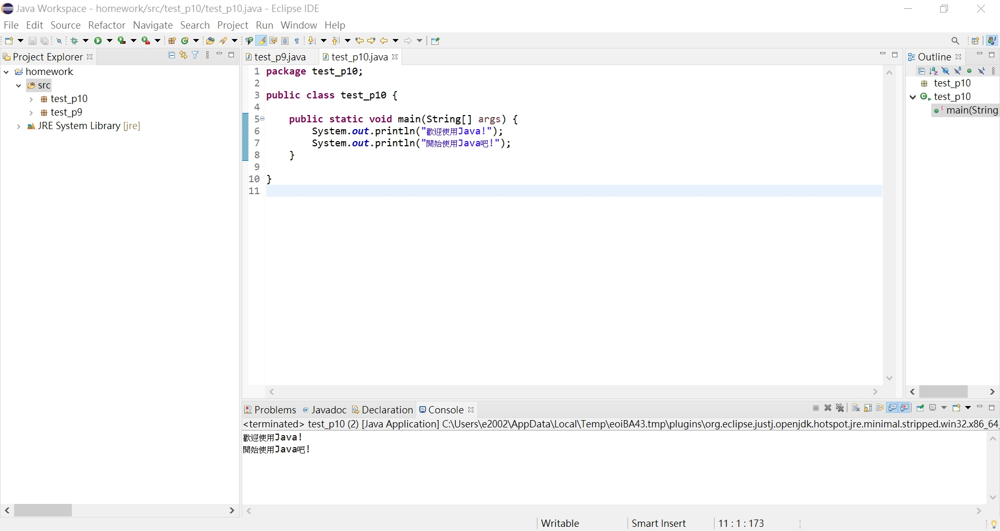 Java Workspace - homework/src/test_p10/test_p10.java - Eclipse IDE
File Edit Source Refactor Navigate Search Project Run Window Help
Project Explorer
homework
src
test_p10
test_p9
JRE System Library [jre]
test_p9.java
test_p10.java
1 package test_p10;
2
3 public class test_p10 {
4
5 public static void main(String[] args) {
6 System.out.println("歡迎使用Java!");
7 System.out.println("開始使用Java吧!");
8 }
9
10 }
11
Outline
test_p10
test_p10
main(String
Problems @ Javadoc Declaration Console
<terminated> test_p10 (2) [Java Application] C:\Users\e2002\AppData\Local\Temp\eoiBA43.tmp\plugins\org.eclipse.justj.openjdk.hotspot.jre.minimal.stripped.win32.x86_64
歡迎使用Java!
開始使用Java吧!
Writable
Smart Insert
11 : 1 : 173